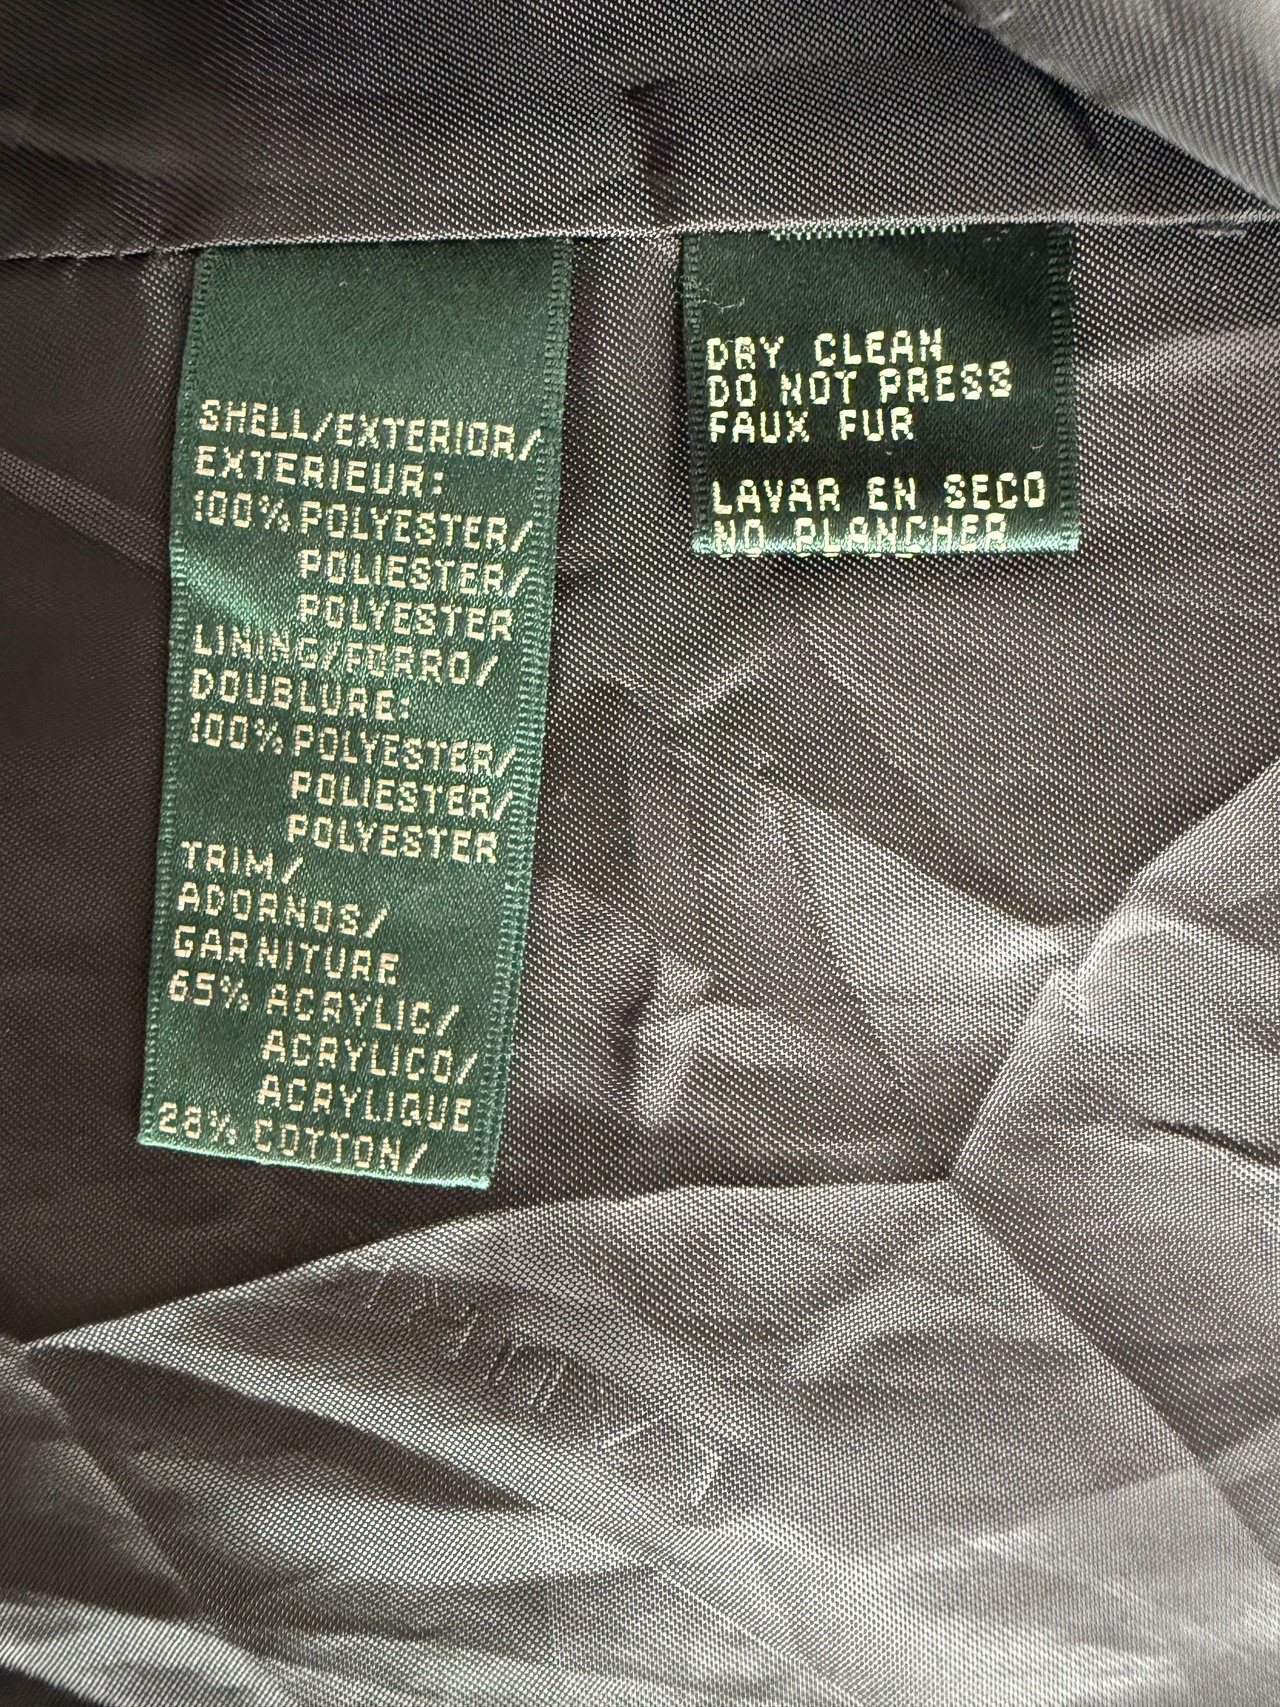 SHELL/EXTERIOR/
EXTERIEUR:
100% POLYESTER/
POLIESTER/
POLYESTER
LINING/FORRO/
DOUBLURE:
100% POLYESTER/
POLIESTER/
POLYESTER
TRIM/
ADORNOS/
GARNITURE
65% ACRYLIC/
ACRYLICO/
ACRYLIQUE
28% COTTON/
DRY CLEAN
DO NOT PRESS
FAUX FUR
LAVAR EN SECO
NO PLANCHER